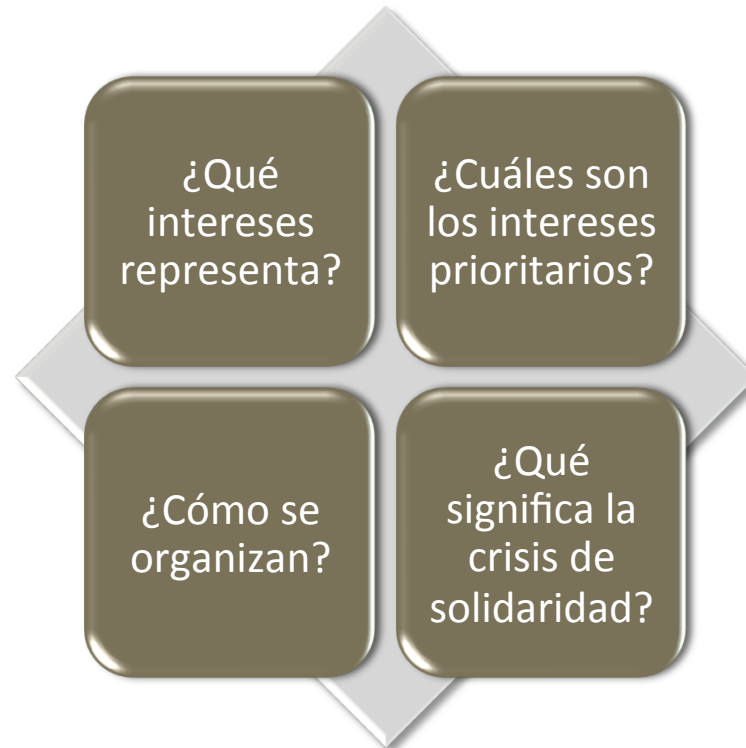 ¿Qué
intereses
representa?
¿Cuáles son
los intereses
prioritarios?
¿Cómo se
organizan?
¿Qué
significa la
crisis de
solidaridad?